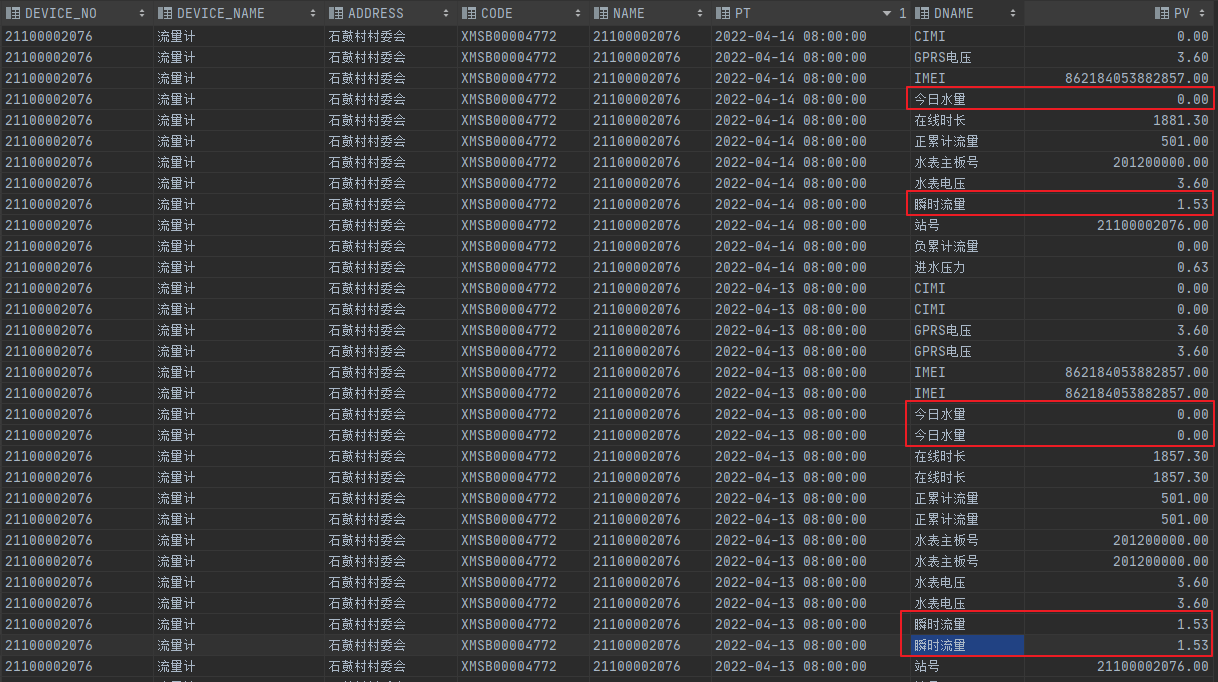 DEVICE_NO DEVICE_NAME ADDRESS CODE NAME PT 1 DNAME PV
21100002076 流量计 石鼓村村委会 XMSB00004772 21100002076 2022-04-14 08:00:00 CIMI 0.00
21100002076 流量计 石鼓村村委会 XMSB00004772 21100002076 2022-04-14 08:00:00 GPRS电压 3.60
21100002076 流量计 石鼓村村委会 XMSB00004772 21100002076 2022-04-14 08:00:00 IMEI 862184053882857.00
21100002076 流量计 石鼓村村委会 XMSB00004772 21100002076 2022-04-14 08:00:00 今日水量 0.00
21100002076 流量计 石鼓村村委会 XMSB00004772 21100002076 2022-04-14 08:00:00 在线时长 1881.30
21100002076 流量计 石鼓村村委会 XMSB00004772 21100002076 2022-04-14 08:00:00 正累计流量 501.00
21100002076 流量计 石鼓村村委会 XMSB00004772 21100002076 2022-04-14 08:00:00 水表主板号 201200000.00
21100002076 流量计 石鼓村村委会 XMSB00004772 21100002076 2022-04-14 08:00:00 水表电压 3.60
21100002076 流量计 石鼓村村委会 XMSB00004772 21100002076 2022-04-14 08:00:00 瞬时流量 1.53
21100002076 流量计 石鼓村村委会 XMSB00004772 21100002076 2022-04-14 08:00:00 站号 21100002076.00
21100002076 流量计 石鼓村村委会 XMSB00004772 21100002076 2022-04-14 08:00:00 负累计流量 0.00
21100002076 流量计 石鼓村村委会 XMSB00004772 21100002076 2022-04-14 08:00:00 进水压力 0.63
21100002076 流量计 石鼓村村委会 XMSB00004772 21100002076 2022-04-13 08:00:00 CIMI 0.00
21100002076 流量计 石鼓村村委会 XMSB00004772 21100002076 2022-04-13 08:00:00 CIMI 0.00
21100002076 流量计 石鼓村村委会 XMSB00004772 21100002076 2022-04-13 08:00:00 GPRS电压 3.60
21100002076 流量计 石鼓村村委会 XMSB00004772 21100002076 2022-04-13 08:00:00 GPRS电压 3.60
21100002076 流量计 石鼓村村委会 XMSB00004772 21100002076 2022-04-13 08:00:00 IMEI 862184053882857.00
21100002076 流量计 石鼓村村委会 XMSB00004772 21100002076 2022-04-13 08:00:00 IMEI 862184053882857.00
21100002076 流量计 石鼓村村委会 XMSB00004772 21100002076 2022-04-13 08:00:00 今日水量 0.00
21100002076 流量计 石鼓村村委会 XMSB00004772 21100002076 2022-04-13 08:00:00 今日水量 0.00
21100002076 流量计 石鼓村村委会 XMSB00004772 21100002076 2022-04-13 08:00:00 在线时长 1857.30
21100002076 流量计 石鼓村村委会 XMSB00004772 21100002076 2022-04-13 08:00:00 在线时长 1857.30
21100002076 流量计 石鼓村村委会 XMSB00004772 21100002076 2022-04-13 08:00:00 正累计流量 501.00
21100002076 流量计 石鼓村村委会 XMSB00004772 21100002076 2022-04-13 08:00:00 正累计流量 501.00
21100002076 流量计 石鼓村村委会 XMSB00004772 21100002076 2022-04-13 08:00:00 水表主板号 201200000.00
21100002076 流量计 石鼓村村委会 XMSB00004772 21100002076 2022-04-13 08:00:00 水表主板号 201200000.00
21100002076 流量计 石鼓村村委会 XMSB00004772 21100002076 2022-04-13 08:00:00 水表电压 3.60
21100002076 流量计 石鼓村村委会 XMSB00004772 21100002076 2022-04-13 08:00:00 水表电压 3.60
21100002076 流量计 石鼓村村委会 XMSB00004772 21100002076 2022-04-13 08:00:00 瞬时流量 1.53
21100002076 流量计 石鼓村村委会 XMSB00004772 21100002076 2022-04-13 08:00:00 瞬时流量 1.53
21100002076 流量计 石鼓村村委会 XMSB00004772 21100002076 2022-04-13 08:00:00 站号 21100002076.00